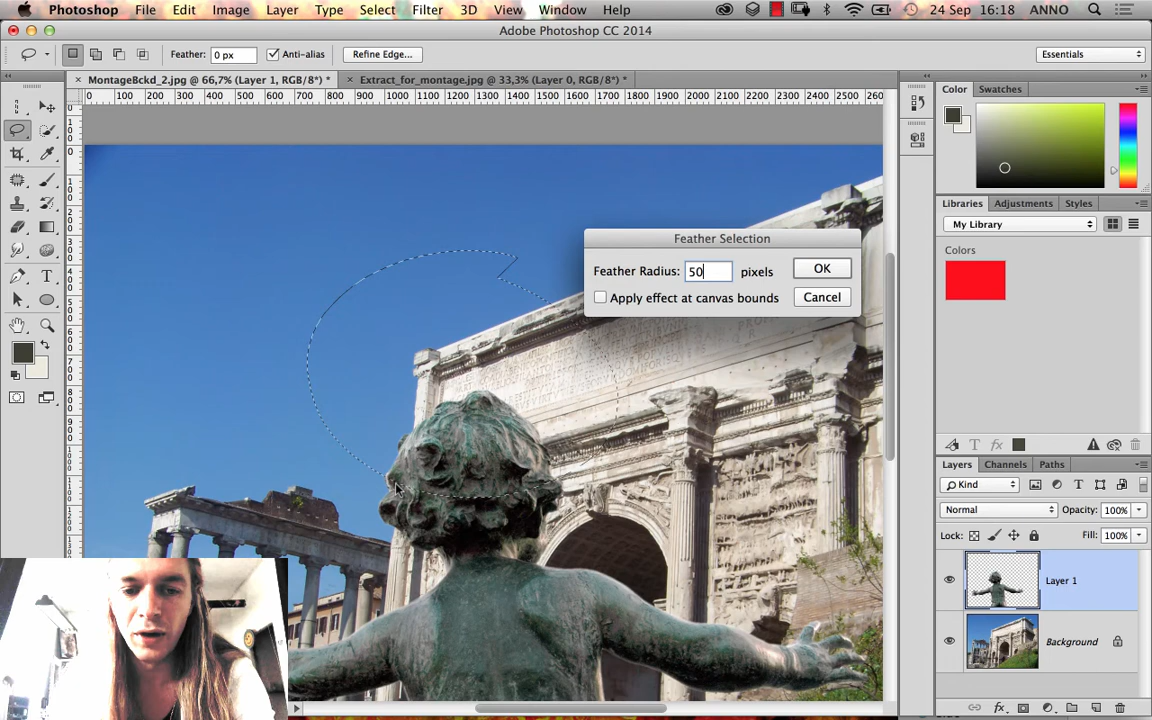 Photoshop File Edit Image Layer Type Select Filter 3D View Window Help 24 Sep 16:18 ANNO
Adobe Photoshop CC 2014
Feather: 0 px Anti-alias Refine Edge... Essentials
MontageBckd_2.jpg @ 66,7% (Layer 1, RGB/8*) * Extract_for_montage.jpg @ 33,3% (Layer 0, RGB/8*) *
0 100 200 300 400 500 600 700 800 900 1000 1100 1200 1300 1400 1500 1600 1700 1800 1900 2000 2100 2200 2300 2400 2500 2600
Color Swatches
Libraries Adjustments Styles
My Library
Colors
Feather Selection
Feather Radius: 50 pixels OK
Apply effect at canvas bounds Cancel
Layers Channels Paths
Kind
Normal Opacity: 100%
Lock: Fill: 100%
Layer 1
Background